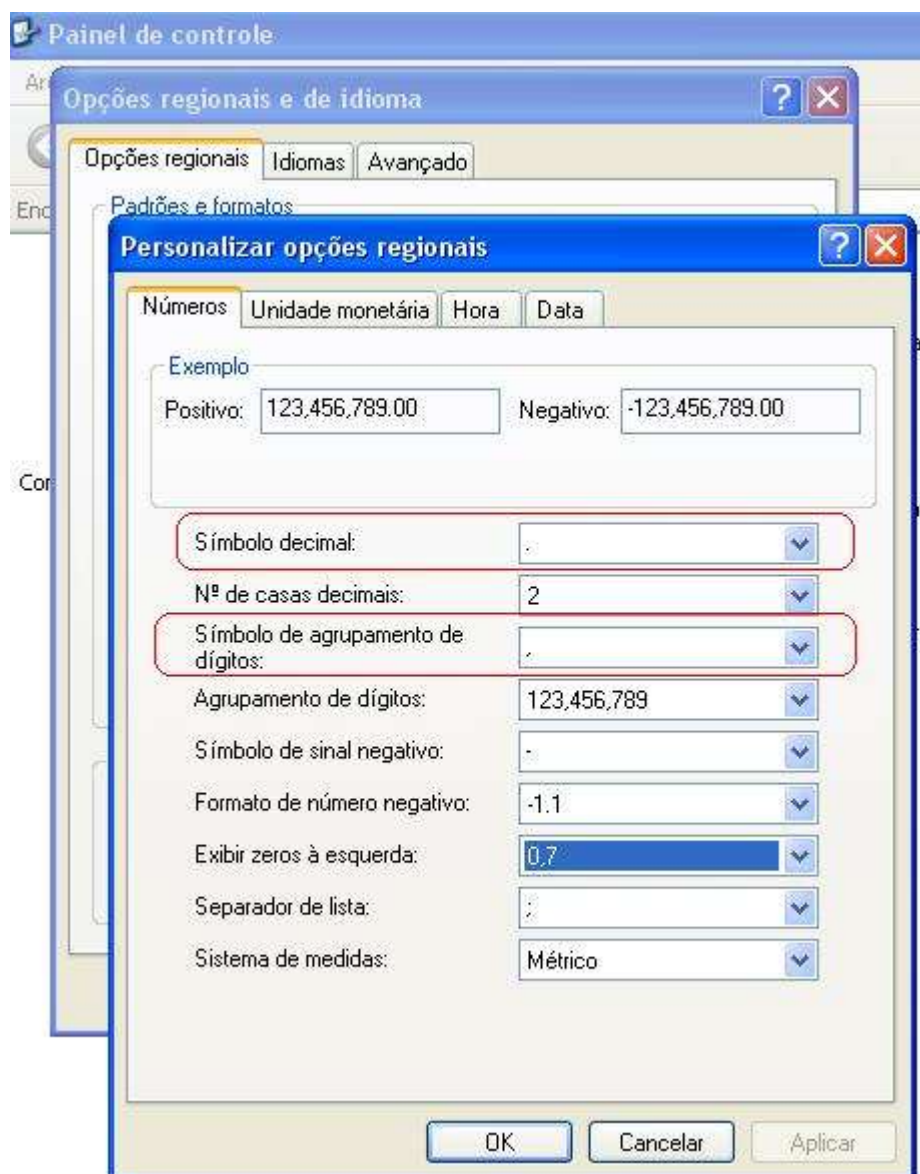 Painel de controle
Opções regionais e de idioma
Opções regionais Idiomas Avançado
Padrões e formatos
Personalizar opções regionais
Números Unidade monetária Hora Data
Exemplo
Positivo: 123,456,789.00 Negativo: -123,456,789.00
Símbolo decimal: .
Nº de casas decimais: 2
Símbolo de agrupamento de
dígitos: ,
Agrupamento de dígitos: 123,456,789
Símbolo de sinal negativo: -
Formato de número negativo: -1.1
Exibir zeros à esquerda: 0,7
Separador de lista: ;
Sistema de medidas: Métrico
OK Cancelar Aplicar